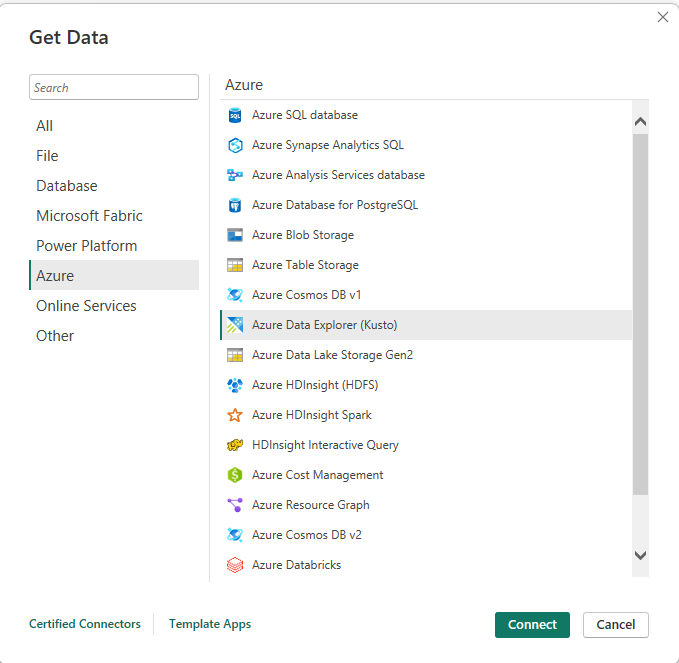 Get Data
Search
All
File
Database
Microsoft Fabric
Power Platform
Azure
Online Services
Other
Azure
SQL
Azure SQL database
Azure Synapse Analytics SQL
Azure Analysis Services database
Azure Database for PostgreSQL
Azure Blob Storage
Azure Table Storage
Azure Cosmos DB v1
Azure Data Explorer (Kusto)
Azure Data Lake Storage Gen2
Azure HDInsight (HDFS)
Azure HDInsight Spark
HDInsight Interactive Query
$
Azure Cost Management
Azure Resource Graph
Azure Cosmos DB v2
Azure Databricks
Certified Connectors
Template Apps
Connect
Cancel